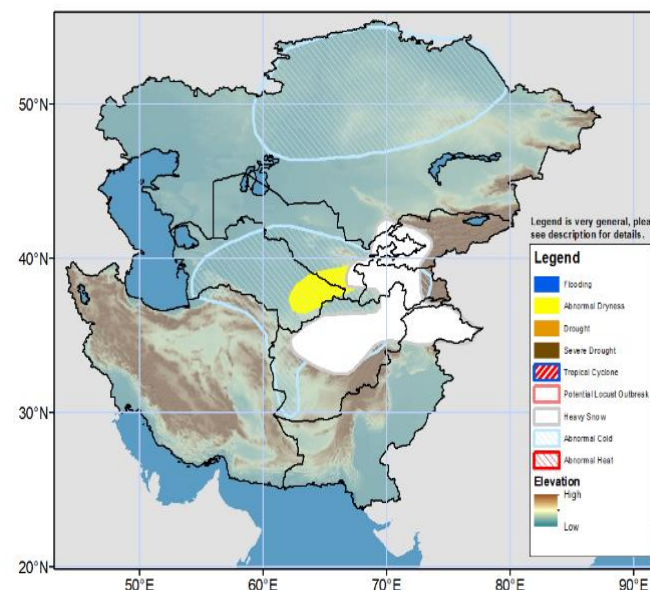 50°N
40°N
30°N
20°N
50°E
60°E
70°E
80°E
90°E
Legend is very general, plea
see description for details.
Legend
Flooding
Abnormal Dryness
Drought
Severe Drought
Tropical Cyclone
Potential Locust Outbreak
Heavy Snow
Abnormal Cold
Abnormal Heat
Elevation
High
Low